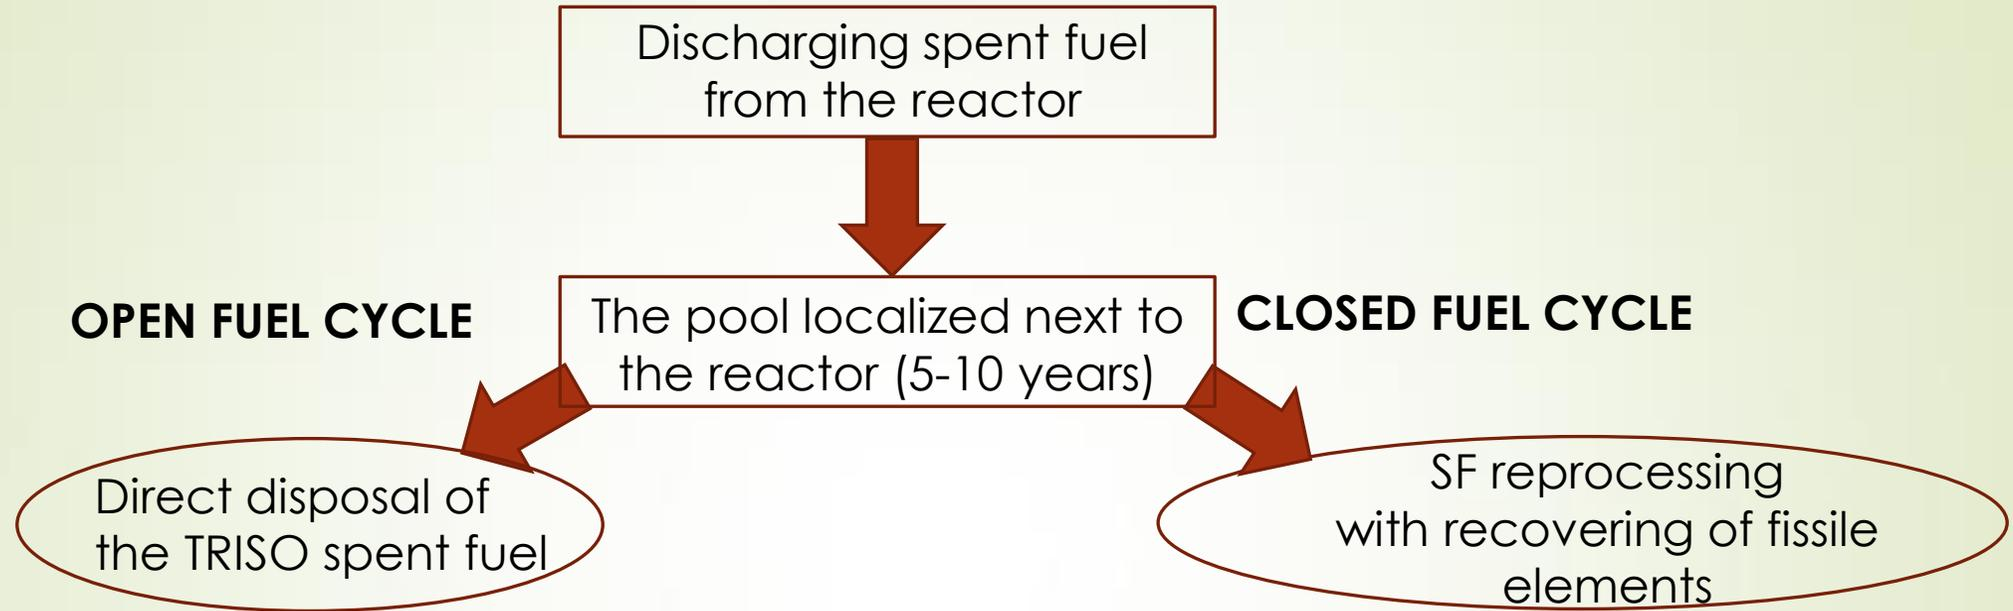 Discharging spent fuel
from the reactor
OPEN FUEL CYCLE
The pool localized next to
the reactor (5-10 years)
CLOSED FUEL CYCLE
Direct disposal of
the TRISO spent fuel
SF reprocessing
with recovering of fissile
elements